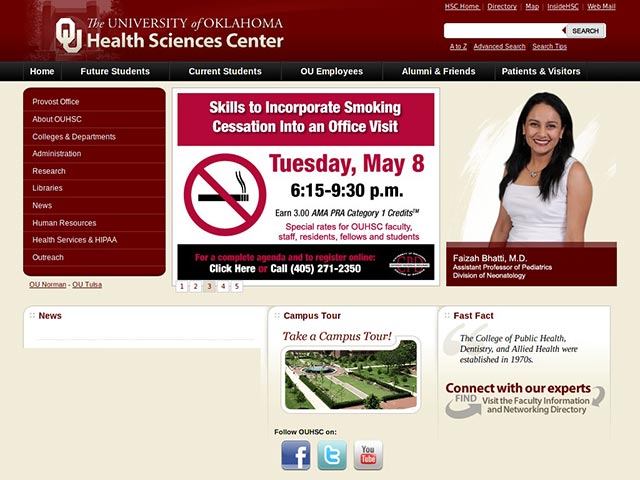 The UNIVERSITY of OKLAHOMA
Health Sciences Center
OU
HSC Home | Directory | Map | InsideHSC | Web Mail
SEARCH
A to Z Advanced Search Search Tips
Home Future Students Current Students OU Employees Alumni & Friends Patients & Visitors
Provost Office
About OUHSC
Colleges & Departments
Administration
Research
Libraries
News
Human Resources
Health Services & HIPAA
Outreach
OU Norman - OU Tulsa
Skills to Incorporate Smoking
Cessation Into an Office Visit
Tuesday, May 8
6:15-9:30 p.m.
Earn 3.00 AMA PRA Category 1 Credits™
Special rates for OUHSC faculty,
staff, residents, fellows and students
For a complete agenda and to register online:
Click Here or Call (405) 271-2350
CPD
1 2 3 4 5
Faizah Bhatti, M.D.
Assistant Professor of Pediatrics
Division of Neonatology
News
Campus Tour
Take a Campus Tour!
Follow OUHSC on:
f
t
You
Tube
Fast Fact
The College of Public Health,
Dentistry, and Allied Health were
established in 1970s.
Connect with our experts
FIND Visit the Faculty Information
and Networking Directory